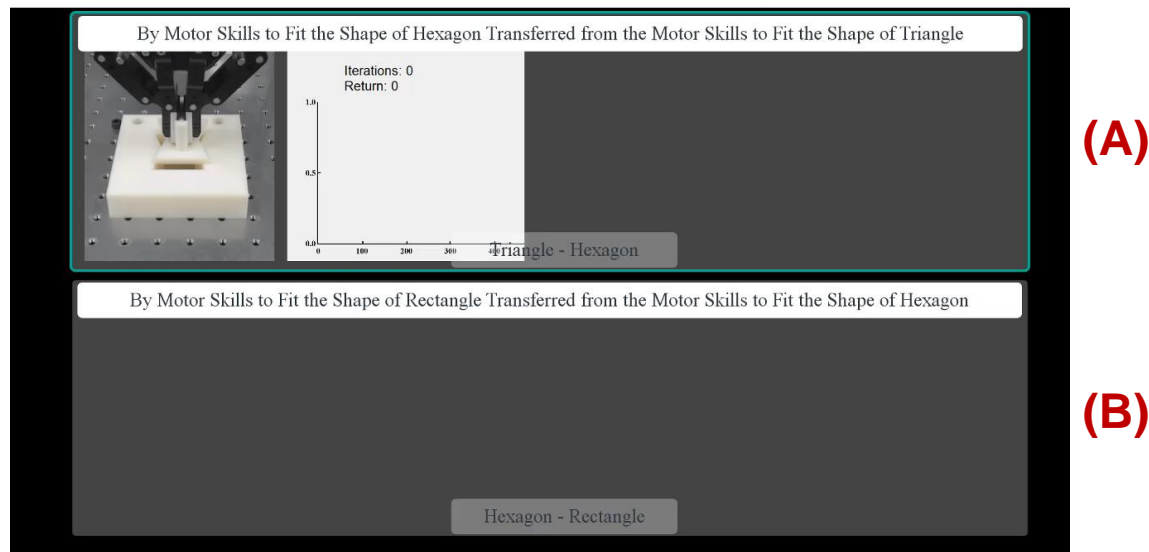 By Motor Skills to Fit the Shape of Hexagon Transferred from the Motor Skills to Fit the Shape of Triangle
Iterations: 0
Return: 0
1.0
0.5
0.0
0 100 200 300 400
Triangle - Hexagon
(A)
By Motor Skills to Fit the Shape of Rectangle Transferred from the Motor Skills to Fit the Shape of Hexagon
Hexagon - Rectangle
(B)